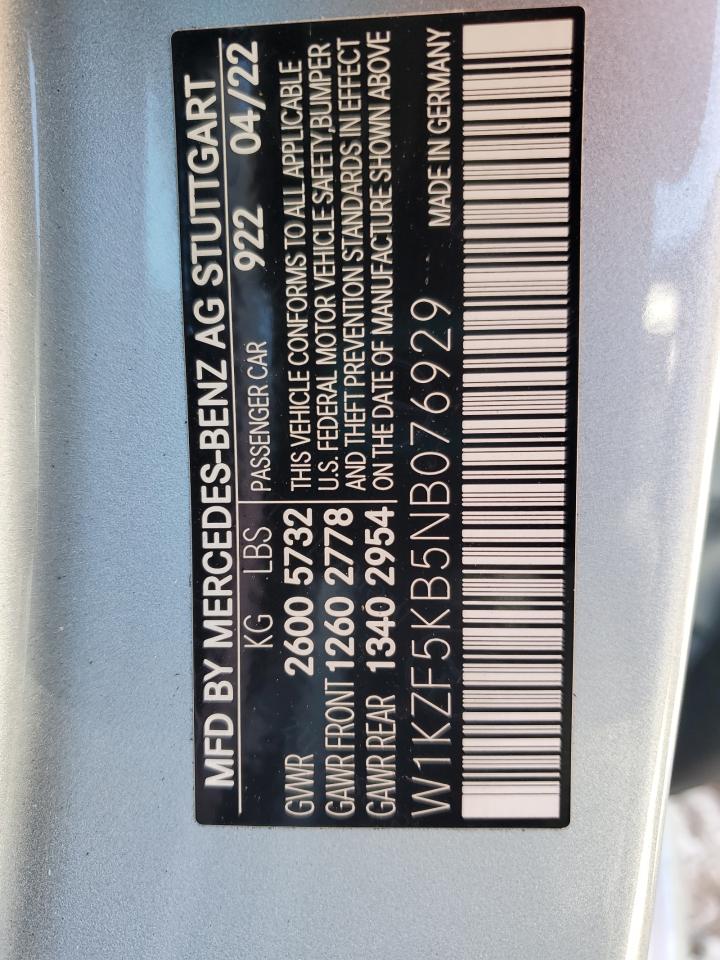 MFD BY MERCEDES-BENZ AG STUTTGART
KG LBS 922 04/22
PASSENGER CAR
GVWR 2600 5732 THIS VEHICLE CONFORMS TO ALL APPLICABLE
GAWR FRONT 1260 2778 U.S. FEDERAL MOTOR VEHICLE SAFETY,BUMPER
GAWR REAR 1340 2954 AND THEFT PREVENTION STANDARDS IN EFFECT
ON THE DATE OF MANUFACTURE SHOWN ABOVE
W1KZF5KB5NB076929 MADE IN GERMANY